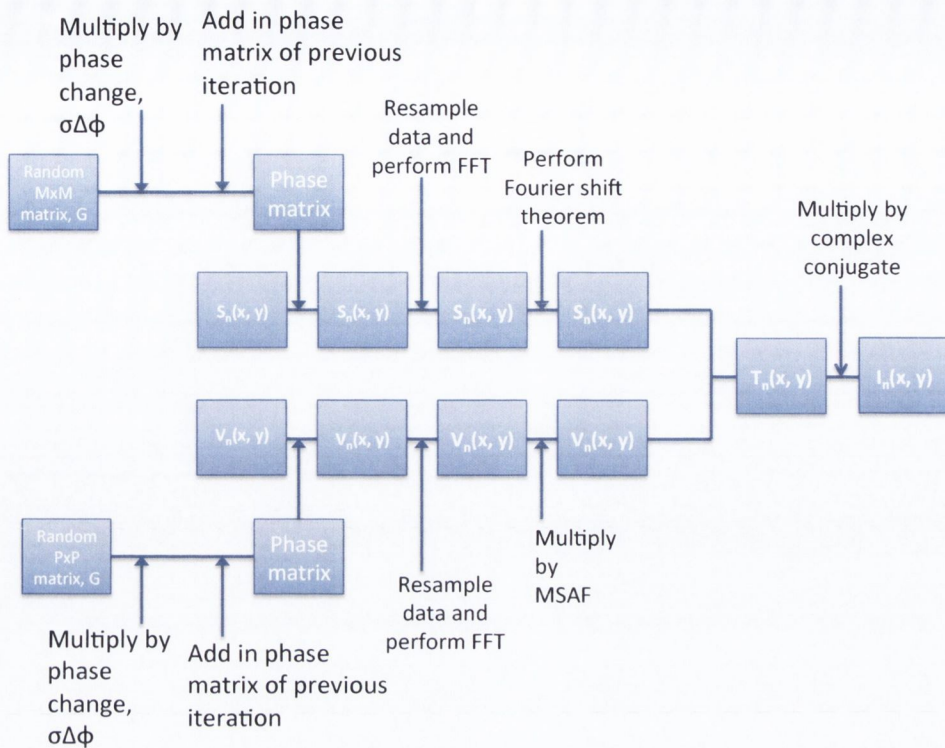 Multiply by
phase
change,
σΔϕ
Add in phase
matrix of previous
iteration
Resample
data and
perform FFT
Perform
Fourier shift
theorem
Multiply by
complex
conjugate
Random
MxM
matrix, G
Phase
matrix
Sₙ(x, y)
Sₙ(x, y)
Sₙ(x, y)
Sₙ(x, y)
Tₙ(x, y)
Iₙ(x, y)
Vₙ(x, y)
Vₙ(x, y)
Vₙ(x, y)
Vₙ(x, y)
Random
PxP
matrix, G
Phase
matrix
Multiply by
phase
change,
σΔϕ
Add in phase
matrix of previous
iteration
Resample
data and
perform FFT
Multiply
by
MSAF